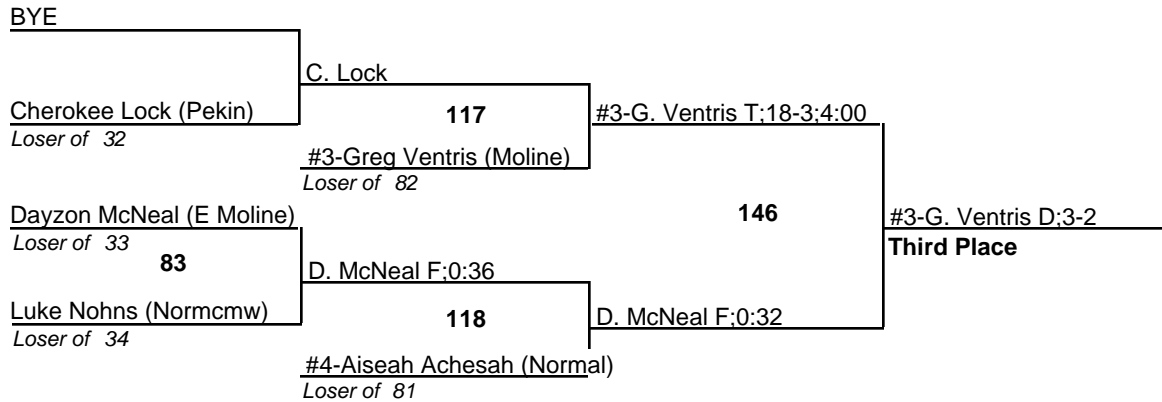 BYE
C. Lock
Cherokee Lock (Pekin)
Loser of 32
117
#3-G. Ventris T;18-3;4:00
#3-Greg Ventris (Moline)
Loser of 82
Dayzon McNeal (E Moline)
Loser of 33
83
146
#3-G. Ventris D;3-2
Third Place
D. McNeal F;0:36
Luke Nohns (Normcmw)
Loser of 34
118
D. McNeal F;0:32
#4-Aiseah Achesah (Normal)
Loser of 81